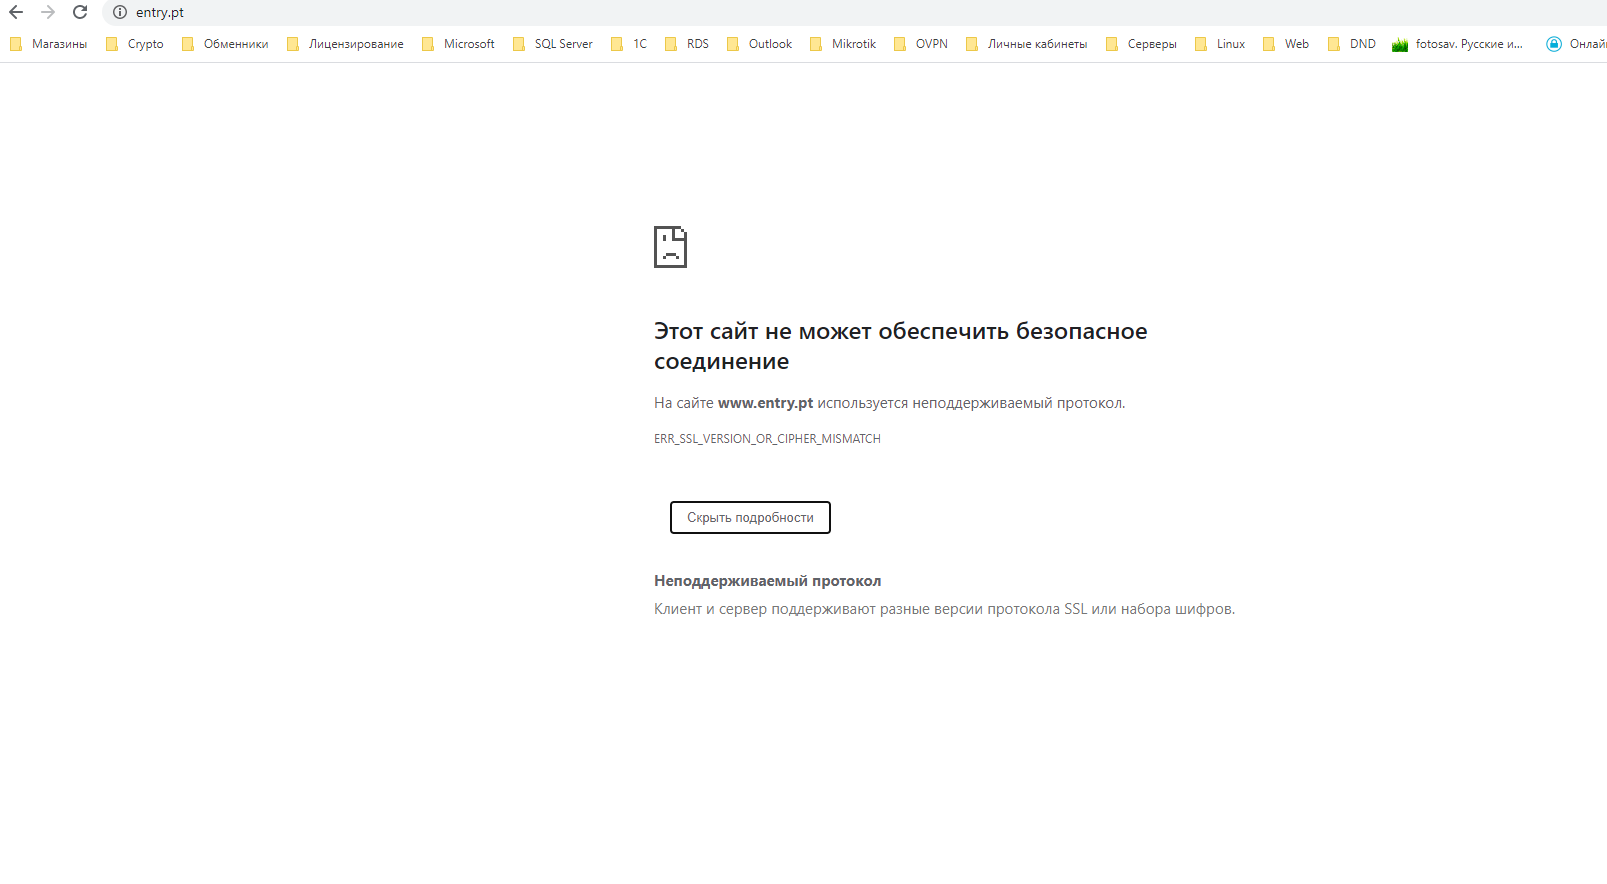 entry.pt
Магазины Crypto Обменники Лицензирование Microsoft SQL Server 1C RDS Outlook Mikrotik OVPN Личные кабинеты Серверы Linux Web DND fotosav. Русские и... Онлай
Этот сайт не может обеспечить безопасное
соединение
На сайте www.entry.pt используется неподдерживаемый протокол.
ERR_SSL_VERSION_OR_CIPHER_MISMATCH
Скрыть подробности
Неподдерживаемый протокол
Клиент и сервер поддерживают разные версии протокола SSL или набора шифров.